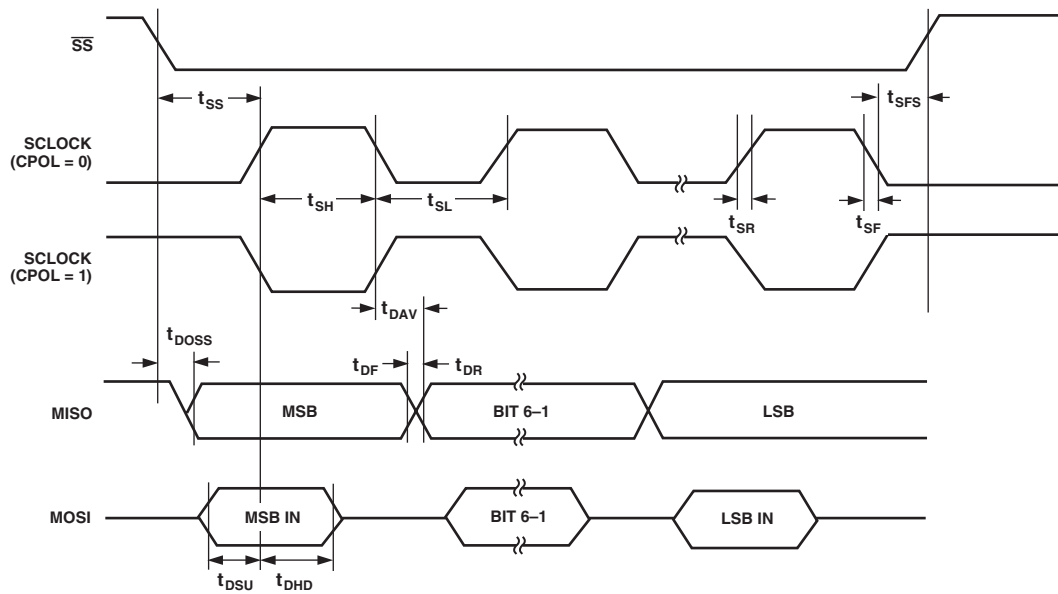 SS
tSS
tSFS
SCLOCK
(CPOL = 0)
tSH
tSL
tSR
tSF
SCLOCK
(CPOL = 1)
tDAV
tDOSS
tDF
tDR
MISO
MSB
BIT 6–1
LSB
MOSI
MSB IN
BIT 6–1
LSB IN
tDSU
tDHD